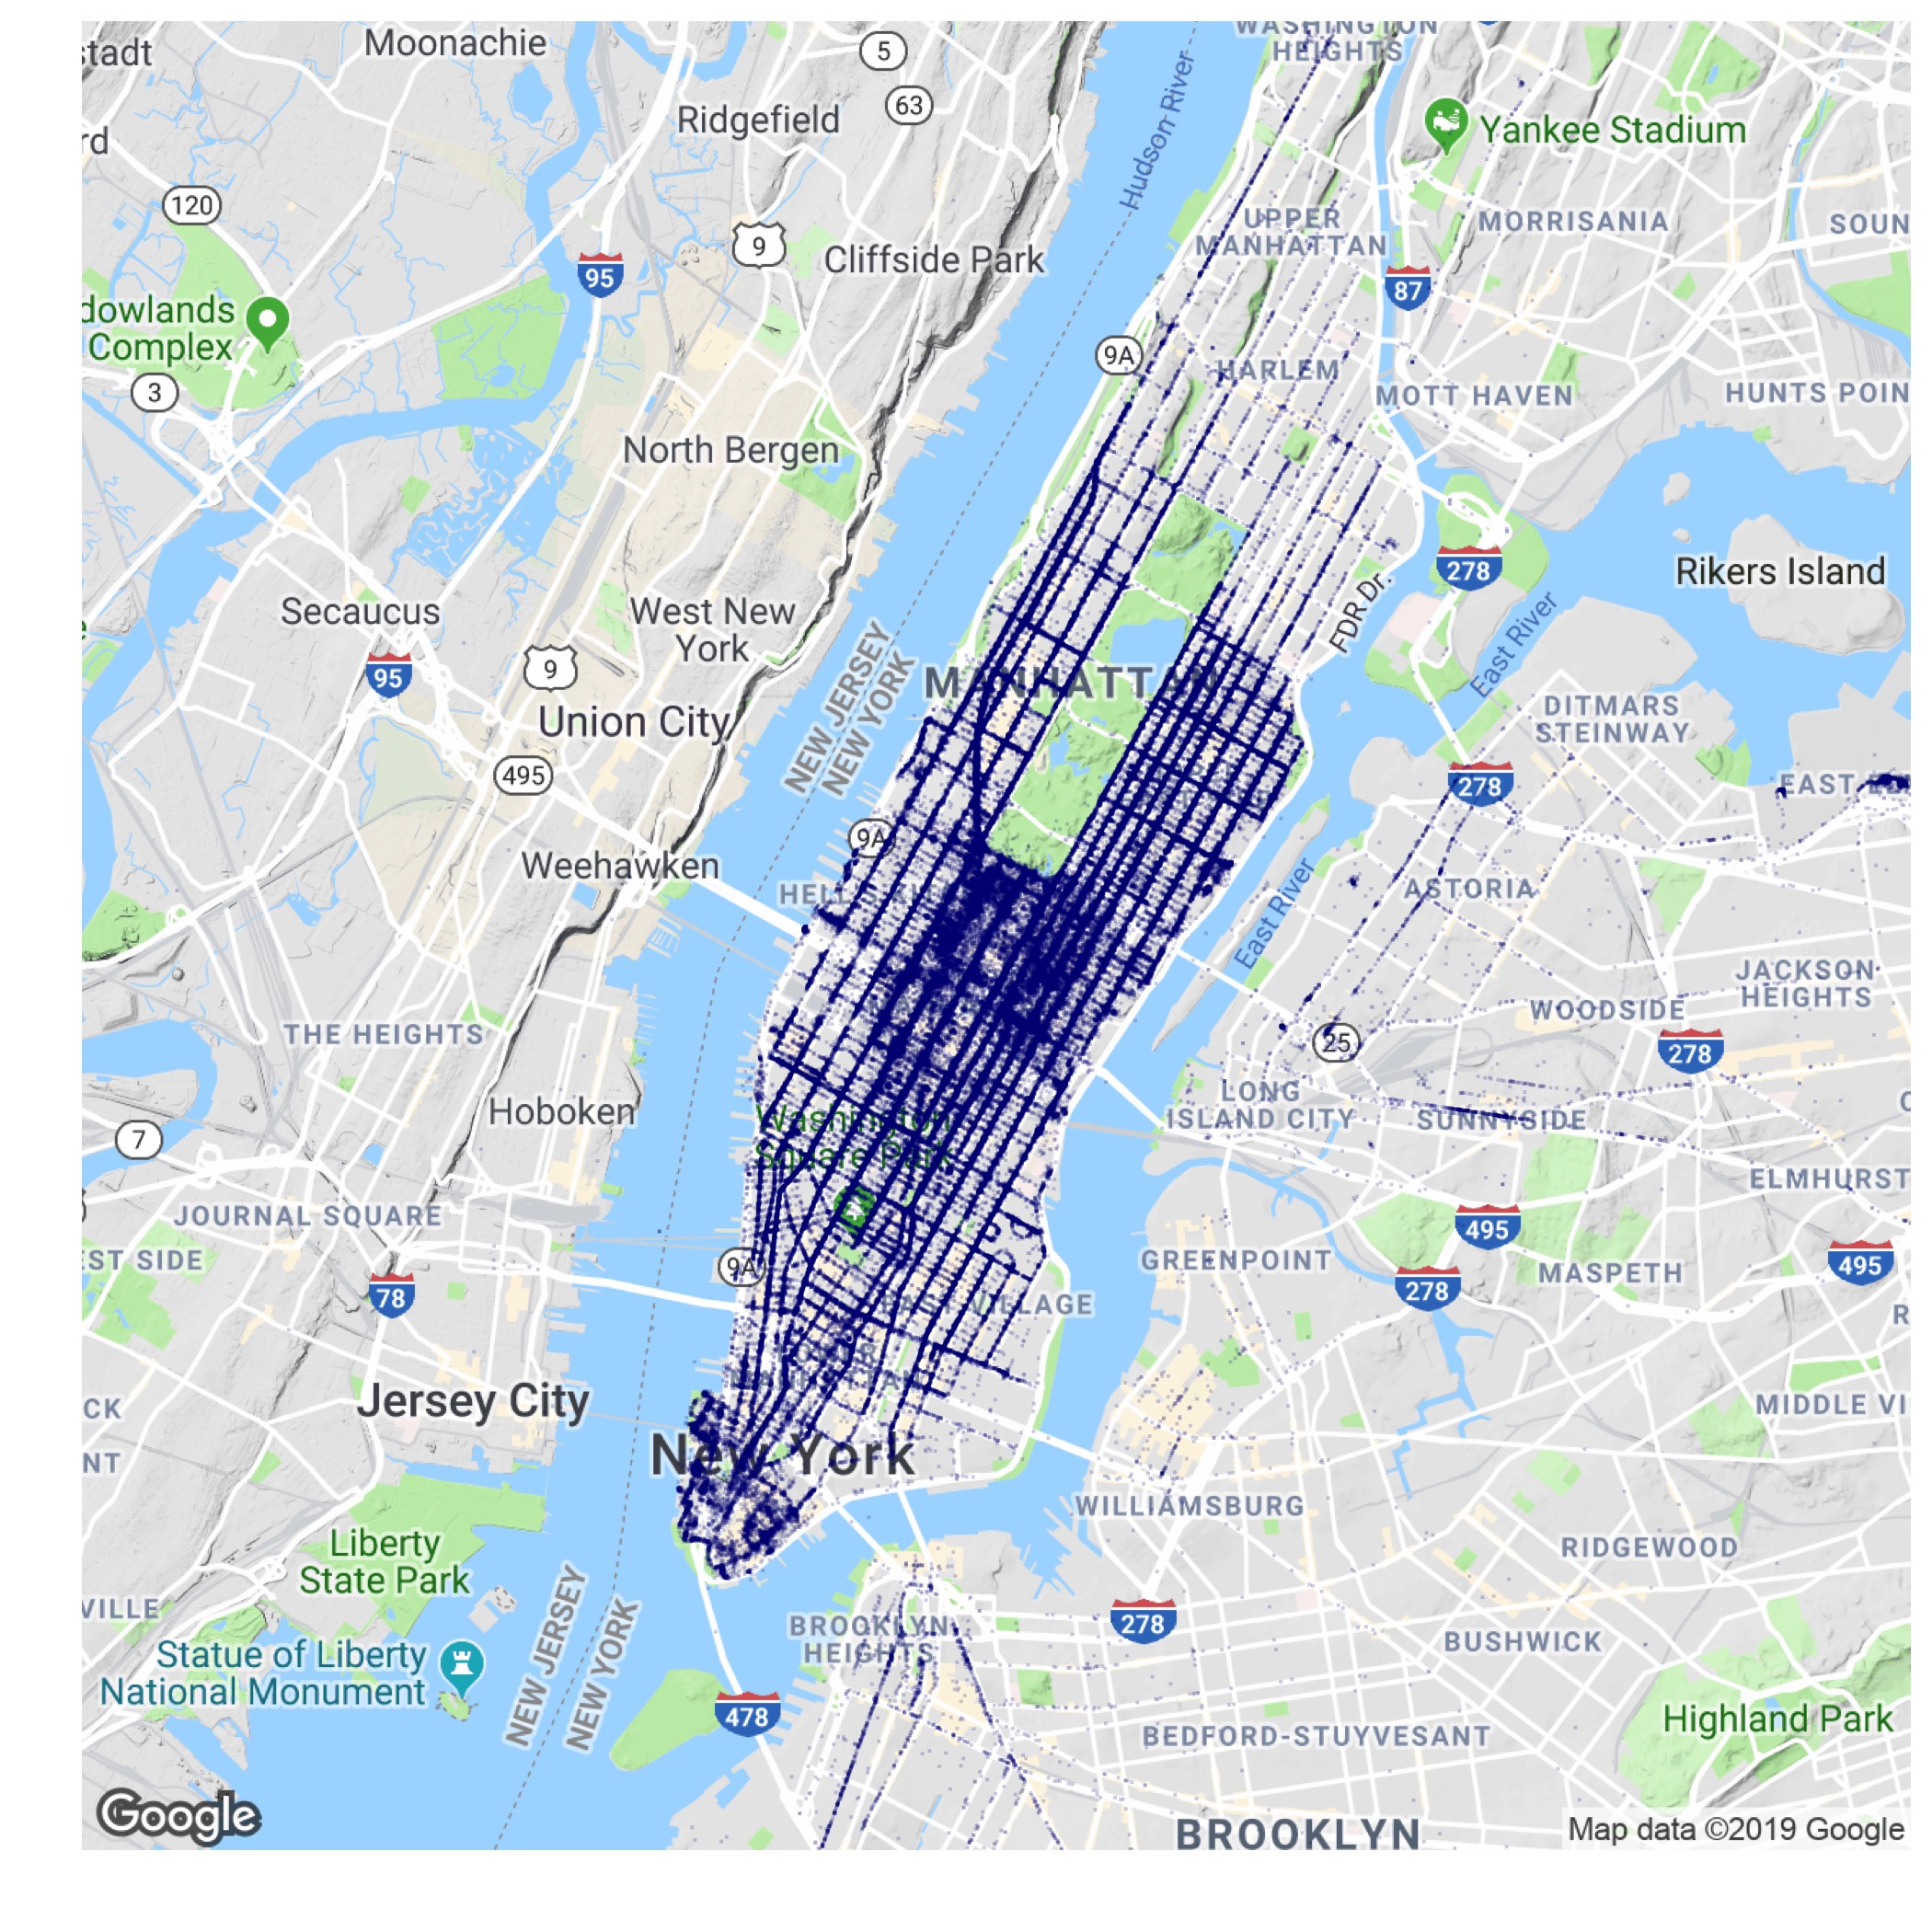 stadt
Moonachie
5
WASHINGTON
HEIGHTS
63
Ridgefield
Hudson River
Yankee Stadium
rd
120
UPPER
MANHATTAN
MORRISANIA
SOUN
9
Cliffside Park
95
87
dowlands
Complex
9A
HARLEM
3
MOTT HAVEN
HUNTS POIN
North Bergen
278
Rikers Island
FDR Dr.
East River
Secaucus
West New
York
NEW JERSEY
NEW YORK
95
9
MANHATTAN
DITMARS
STEINWAY
Union City
495
278
EAST EL
9A
Weehawken
HELL'S KI
ASTORIA
East River
JACKSON
HEIGHTS
WOODSIDE
THE HEIGHTS
25
278
LONG
ISLAND CITY
SUNNYSIDE
Hoboken
Washington
Square Park
7
ELMHURST
JOURNAL SQUARE
495
EST SIDE
9A
GREENPOINT
MASPETH
495
78
278
EAST VILLAGE
R
LOWER
MANHATTAN
Jersey City
CK
MIDDLE VI
New York
NT
WILLIAMSBURG
Liberty
State Park
RIDGEWOOD
VILLE
NEW JERSEY
NEW YORK
BROOKLYN
HEIGHTS
278
BUSHWICK
Statue of Liberty
National Monument
478
Highland Park
BEDFORD-STUYVESANT
Google
BROOKLYN
Map data ©2019 Google